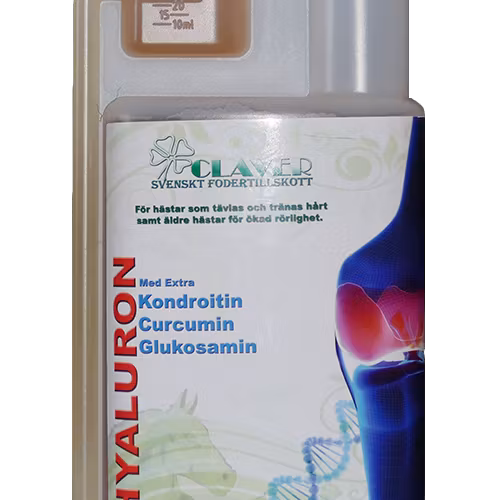 20
15
10ml
CLAVER
SVENSKT FODERTILLSKOTT
För hästar som tävlas och tränas hårt
samt äldre hästar för ökad rörlighet.
HYALURON
Med Extra
Kondroitin
Curcumin
Glukosamin